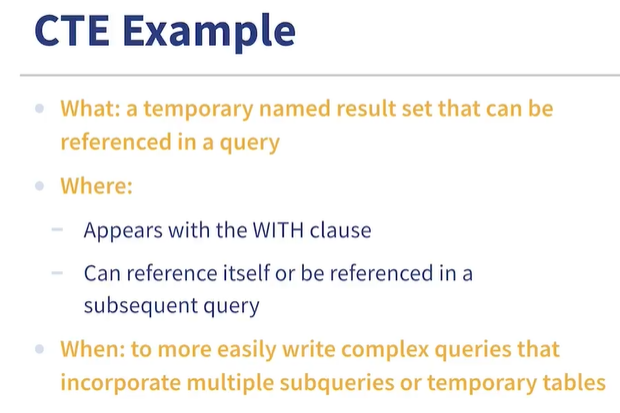 CTE Example
What: a temporary named result set that can be
referenced in a query
Where:
Appears with the WITH clause
Can reference itself or be referenced in a
subsequent query
When: to more easily write complex queries that
incorporate multiple subqueries or temporary tables